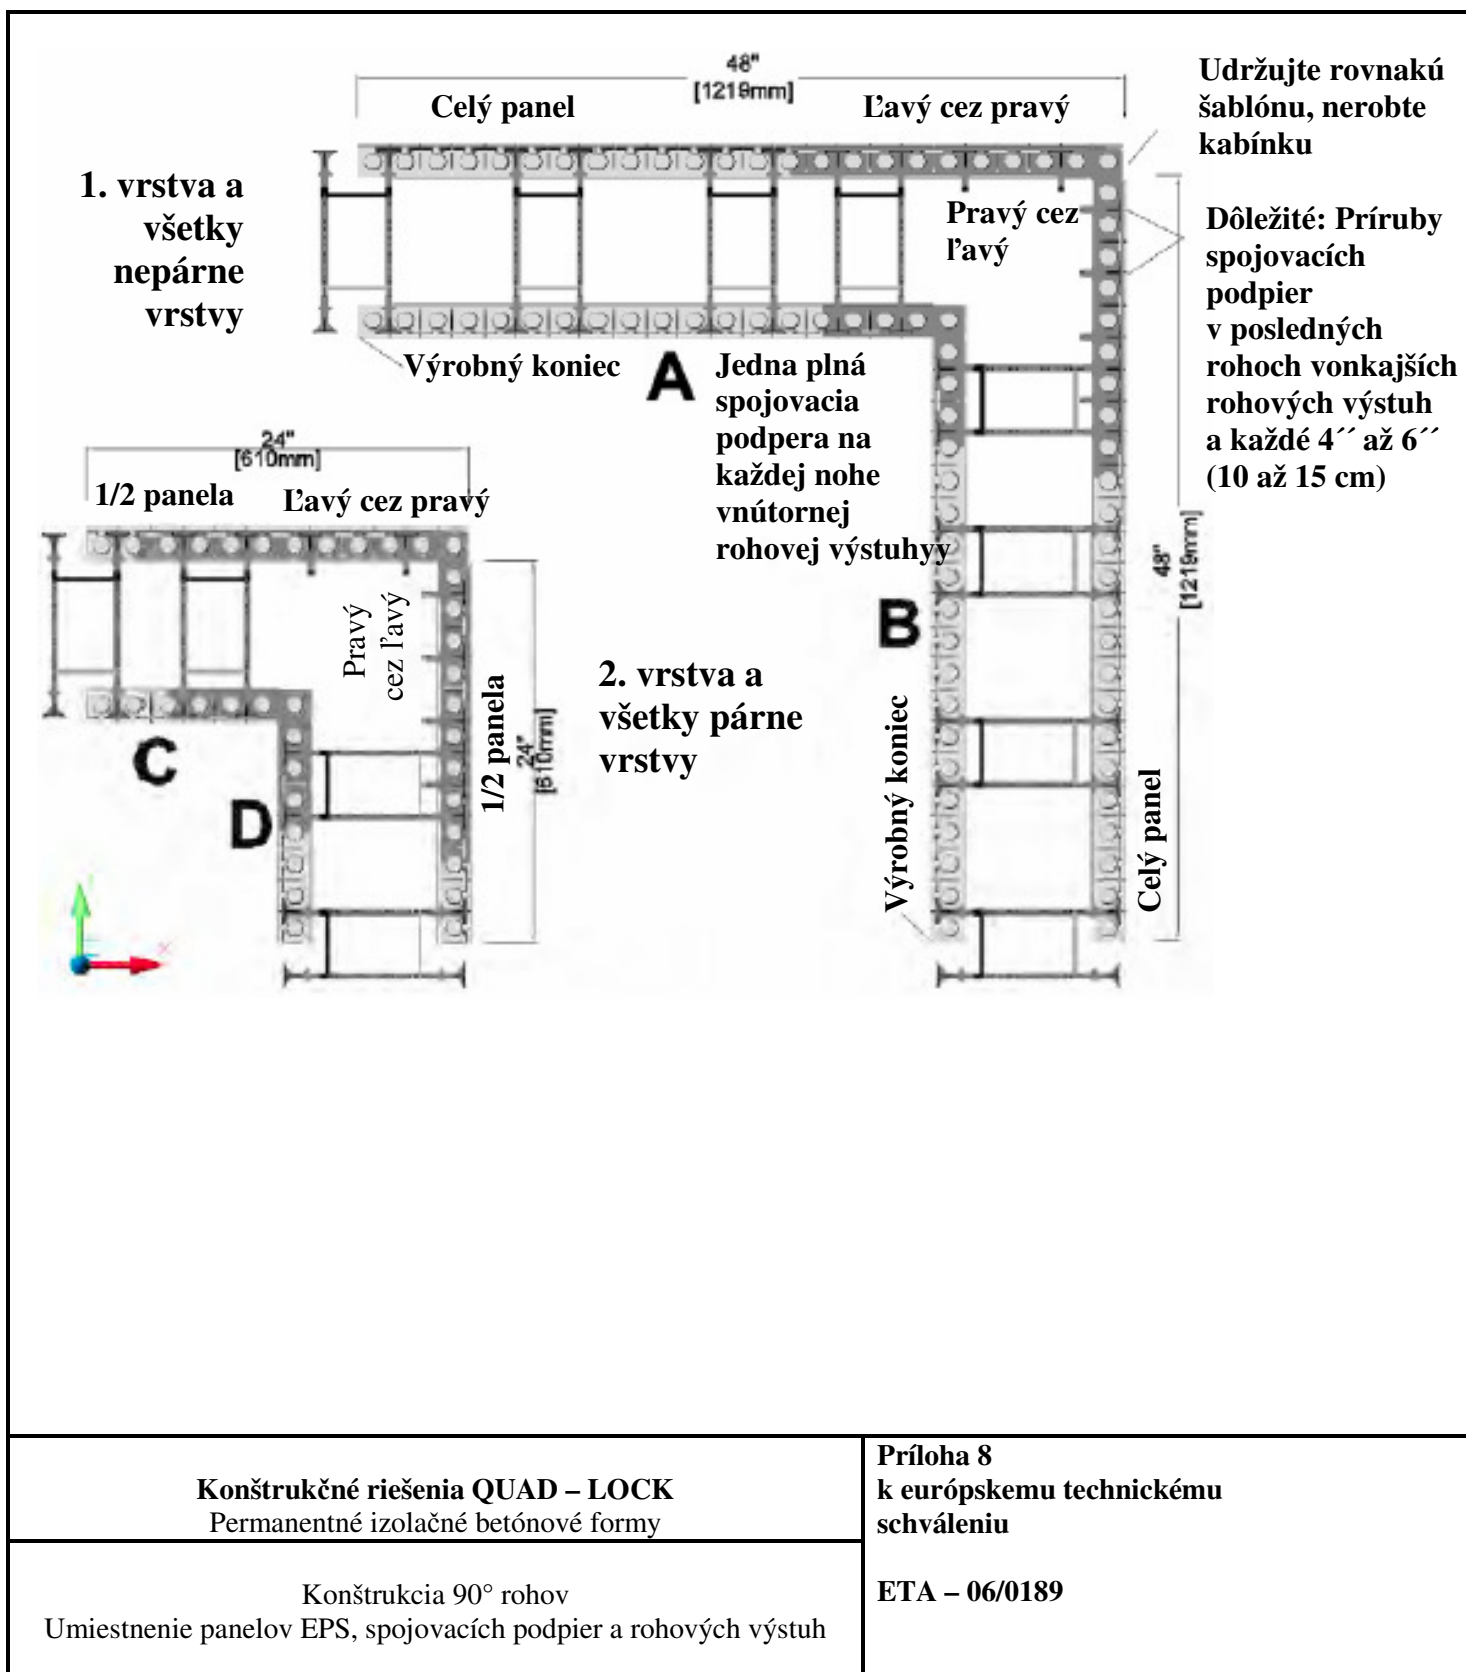 48"
[1219mm]
Celý panel
Ľavý cez pravý
Udržujte rovnakú
šablónu, nerobte
kabínku
1. vrstva a
všetky
nepárne
vrstvy
Pravý cez
ľavý
Dôležité: Príruby
spojovacích
podpier
v posledných
rohoch vonkajších
rohových výstuh
a každé 4´´ až 6´´
(10 až 15 cm)
Výrobný koniec
A
Jedna plná
spojovacia
podpera na
každej nohe
vnútornej
rohovej výstuhyy
24"
[610mm]
1/2 panela
Ľavý cez pravý
48"
[1219mm]
Pravý
cez ľavý
B
2. vrstva a
všetky párne
vrstvy
1/2 panela
24"
[610mm]
C
D
Výrobný koniec
Celý panel
Konštrukčné riešenia QUAD – LOCK
Permanentné izolačné betónové formy
Príloha 8
k európskemu technickému
schváleniu
ETA – 06/0189
Konštrukcia 90° rohov
Umiestnenie panelov EPS, spojovacích podpier a rohových výstuh